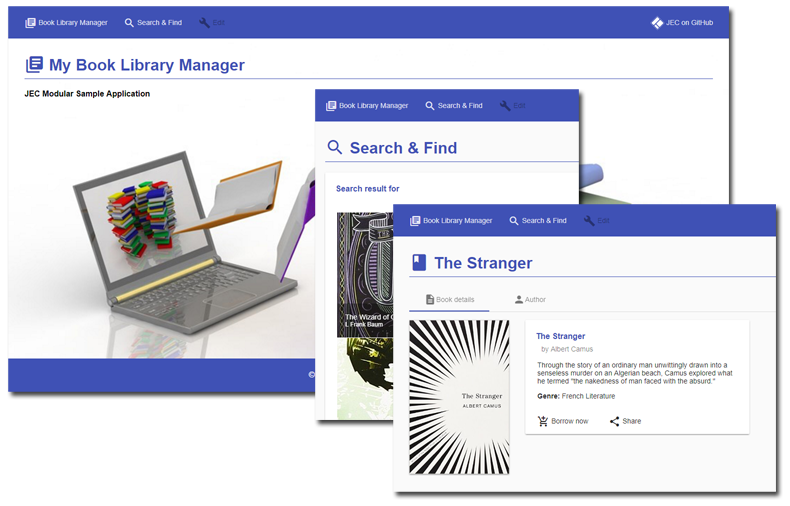 Book Library Manager Search & Find Edit JEC on GitHub
My Book Library Manager
JEC Modular Sample Application
©
Book Library Manager Search & Find Edit
Search & Find
Search result for
THE
The Wizard of
L Frank Baum
Book Library Manager Search & Find Edit
The Stranger
Book details Author
The Stranger
ALBERT CAMUS
The Stranger
by Albert Camus
Through the story of an ordinary man unwittingly drawn into a
senseless murder on an Algerian beach, Camus explored what
he termed "the nakedness of man faced with the absurd."
Genre: French Literature
Borrow now Share